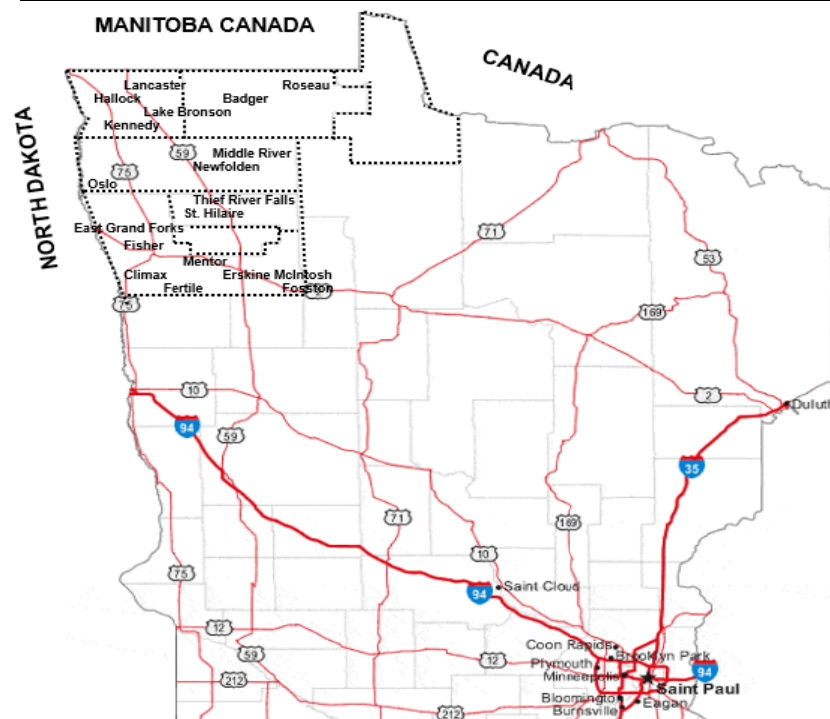 MANITOBA CANADA
CANADA
NORTH DAKOTA
Lancaster
Roseau
Hallock
Badger
Lake Bronson
Kennedy
59
Middle River
Newfolden
75
Oslo
Thief River Falls
St. Hilaire
East Grand Forks
71
Fisher
53
Mentor
Climax
Erskine McIntosh
Fertile
Fosston
2
75
169
10
2
Duluth
94
59
35
71
169
10
75
94
Saint Cloud
12
Coon Rapids
59
12
Brooklyn Park
Plymouth
94
Minneapolis
212
Saint Paul
Bloomington
Eagan
212
Burnsville